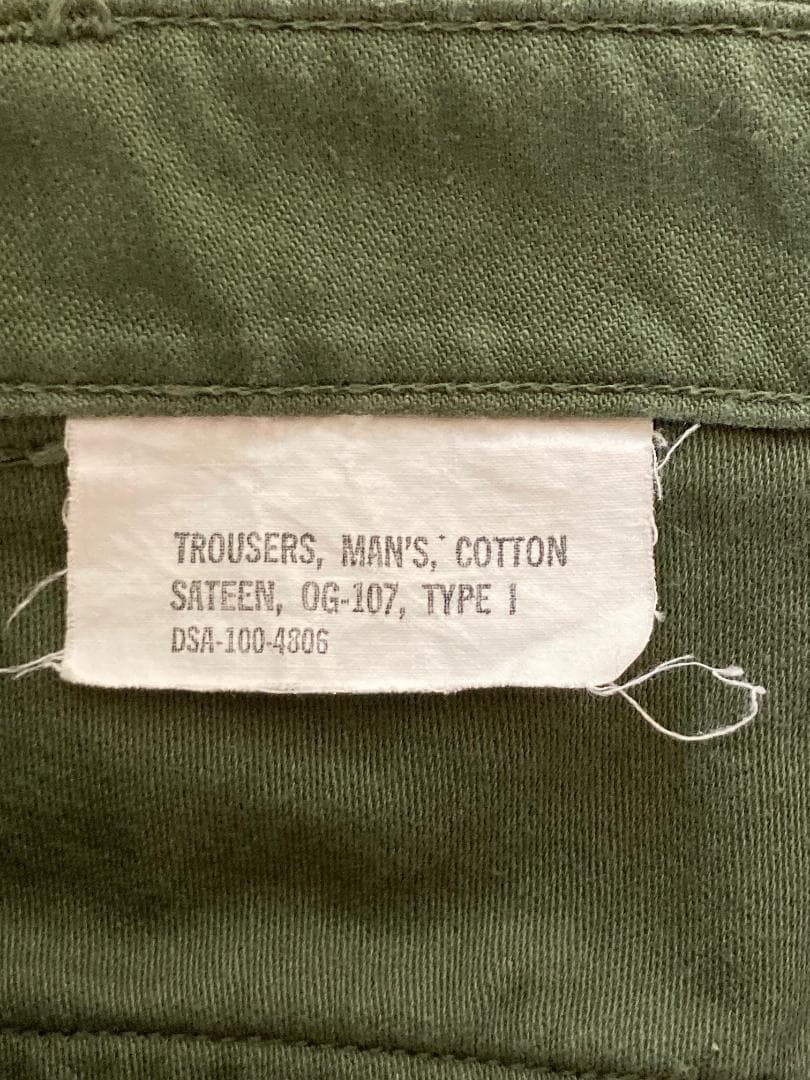 TROUSERS, MAN'S, COTTON
SATEEN, OG-107, TYPE I
DSA-100-4806